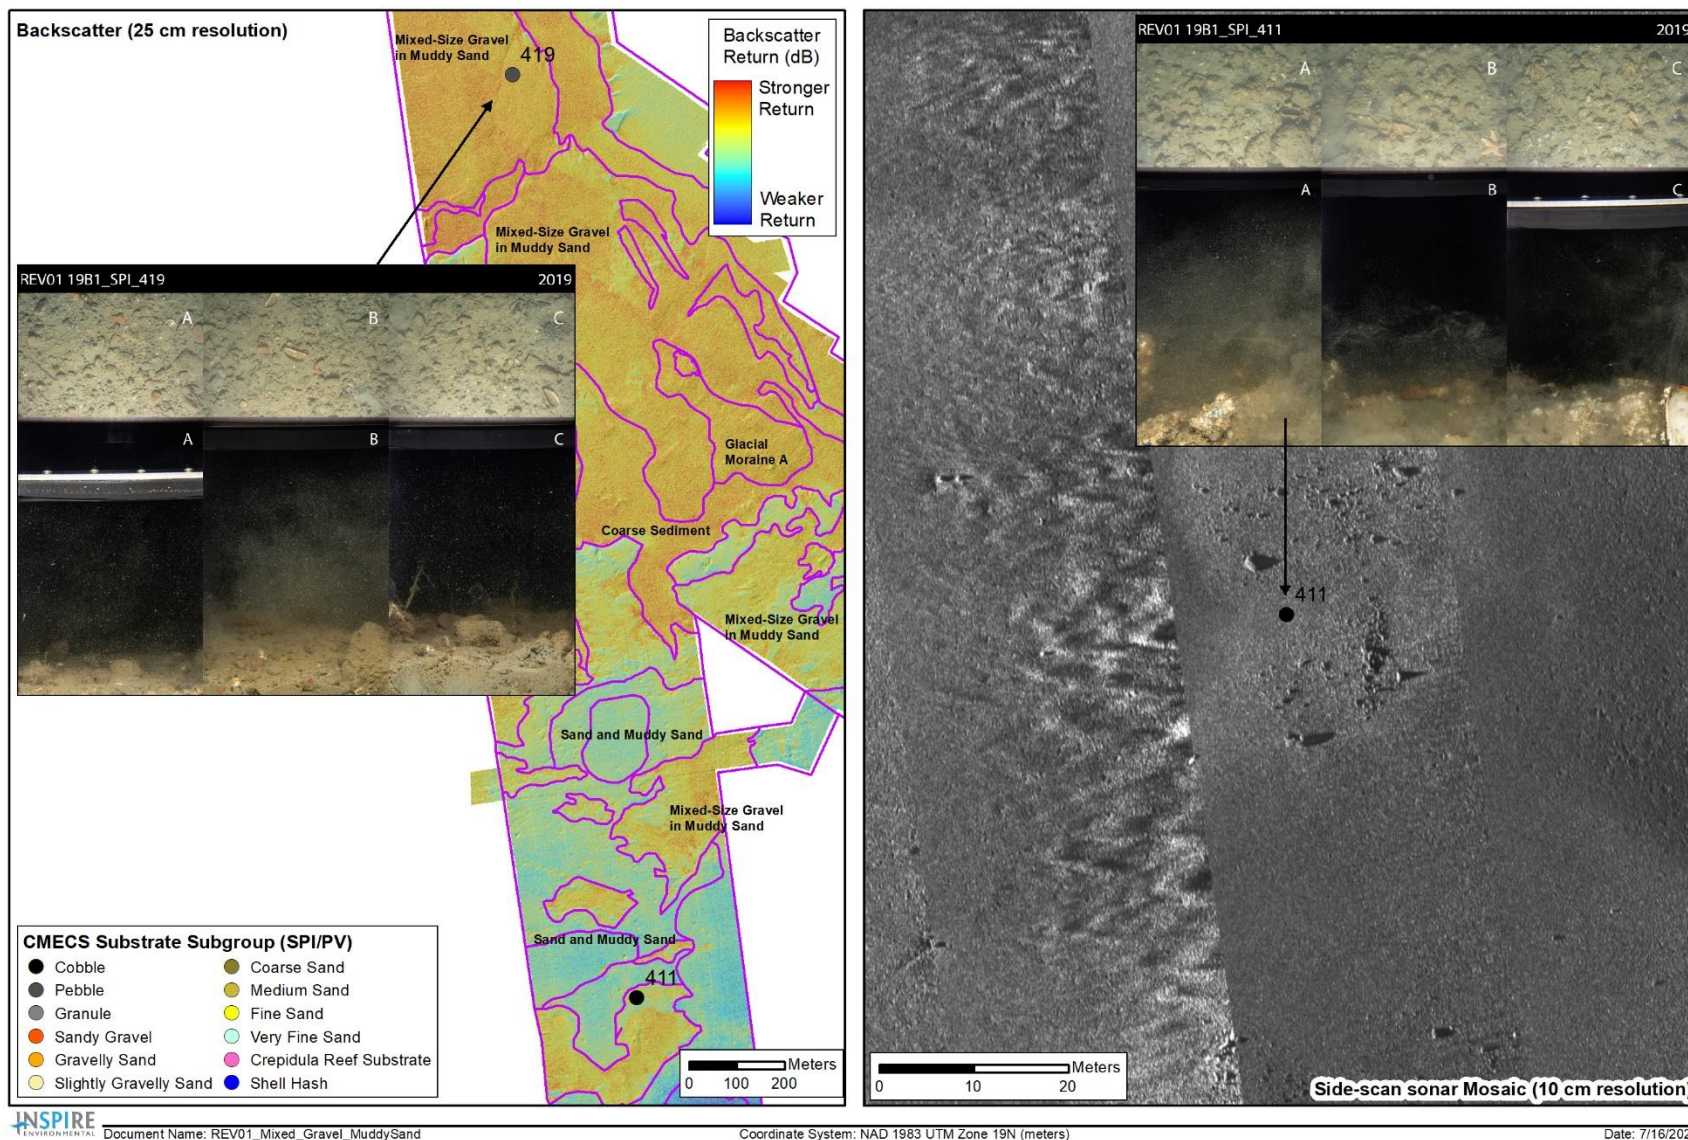 Backscatter (25 cm resolution)
Mixed-Size Gravel
in Muddy Sand
419
Backscatter
Return (dB)
Stronger
Return
Weaker
Return
Mixed-Size Gravel
in Muddy Sand
REV01 19B1_SPI_419
2019
A
B
C
A
B
C
Glacial
Moraine A
Coarse Sediment
Mixed-Size Gravel
in Muddy Sand
Sand and Muddy Sand
Mixed-Size Gravel
in Muddy Sand
Sand and Muddy Sand
411
CMECS Substrate Subgroup (SPI/PV)
Cobble
Pebble
Granule
Sandy Gravel
Gravelly Sand
Slightly Gravelly Sand
Coarse Sand
Medium Sand
Fine Sand
Very Fine Sand
Crepidula Reef Substrate
Shell Hash
Meters
0 100 200
REV01 19B1_SPI_411
2019
A
B
C
A
B
C
411
Meters
0 10 20
Side-scan sonar Mosaic (10 cm resolution)
INSPIRE
ENVIRONMENTAL
Document Name: REV01_Mixed_Gravel_MuddySand
Coordinate System: NAD 1983 UTM Zone 19N (meters)
Date: 7/16/202